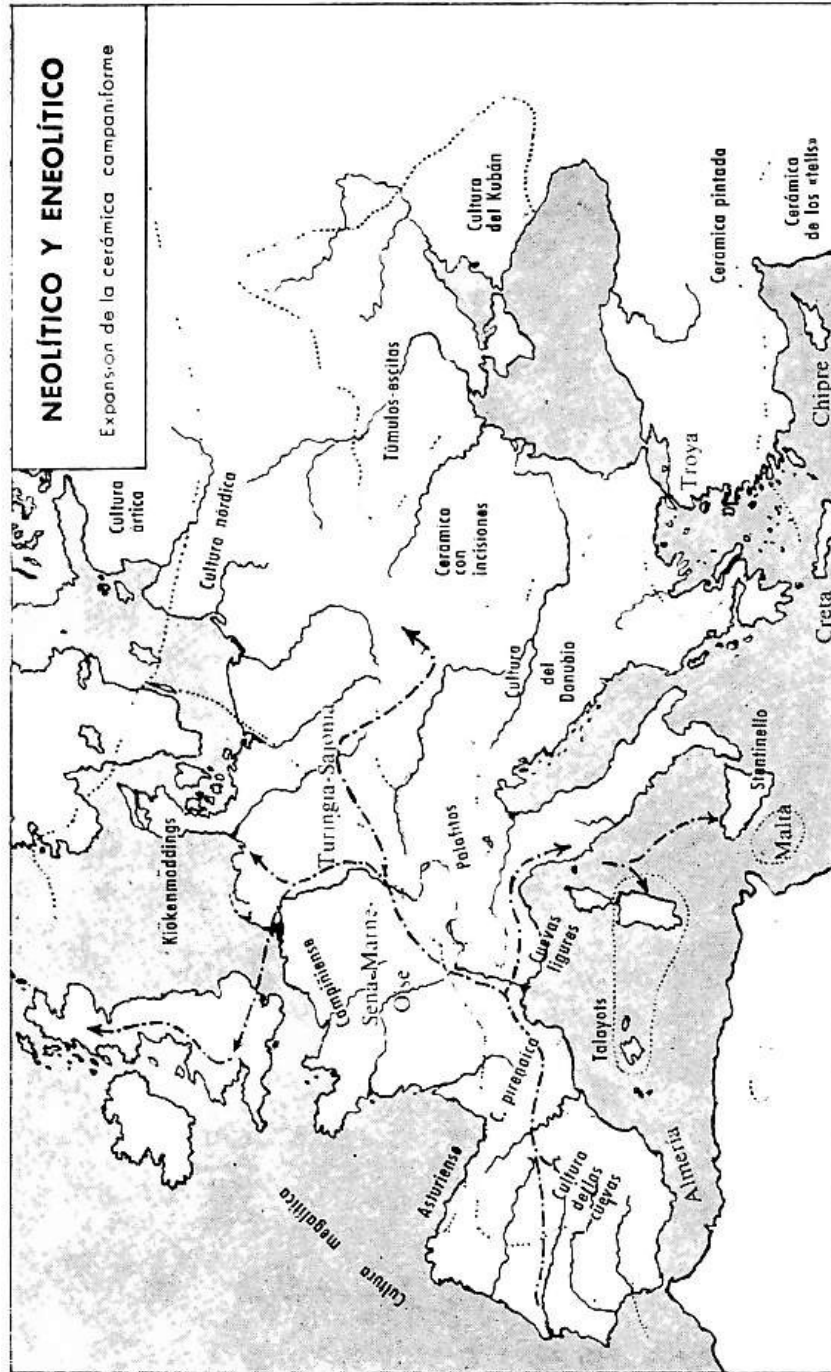 NEOLÍTICO Y ENEOLÍTICO
Expansión de la cerámica campaniforme
Cultura
ártica
Cultura nórdica
Kiökenmöddings
Túmulos-escitas
Cultura
del Kubán
Cerámica
con
incisiones
Turingia-Sajonia
Campiniense
Sena-Marne-
Oise
Palafitos
Cultura
del
Danubio
Cultura megalítica
Asturiense
C. pirenaica
Cultura
de las
cuevas
Almería
Cuevas
ligures
Talayots
Stentinello
Malta
Troya
Creta
Chipre
Cerámica pintada
Cerámica
de los «tells»